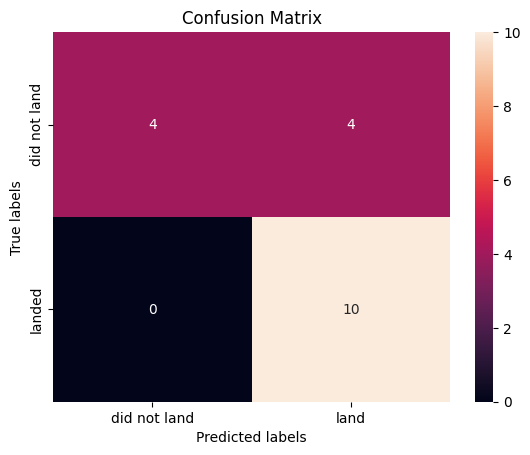 Confusion Matrix
True labels
did not land
landed
4
4
0
10
did not land
land
Predicted labels
10
8
6
4
2
0